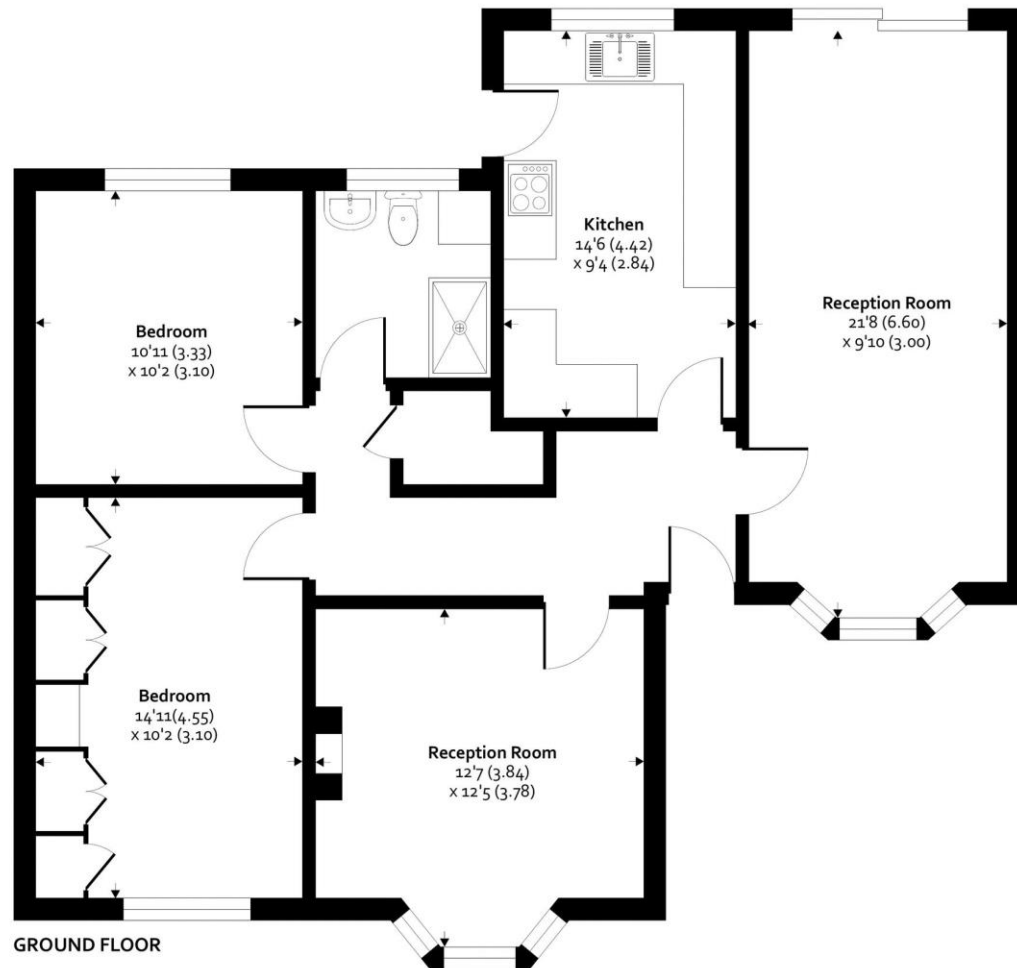 Kitchen
14'6 (4.42)
x 9'4 (2.84)
Reception Room
21'8 (6.60)
x 9'10 (3.00)
Bedroom
10'11 (3.33)
x 10'2 (3.10)
Bedroom
14'11(4.55)
x 10'2 (3.10)
Reception Room
12'7 (3.84)
x 12'5 (3.78)
GROUND FLOOR